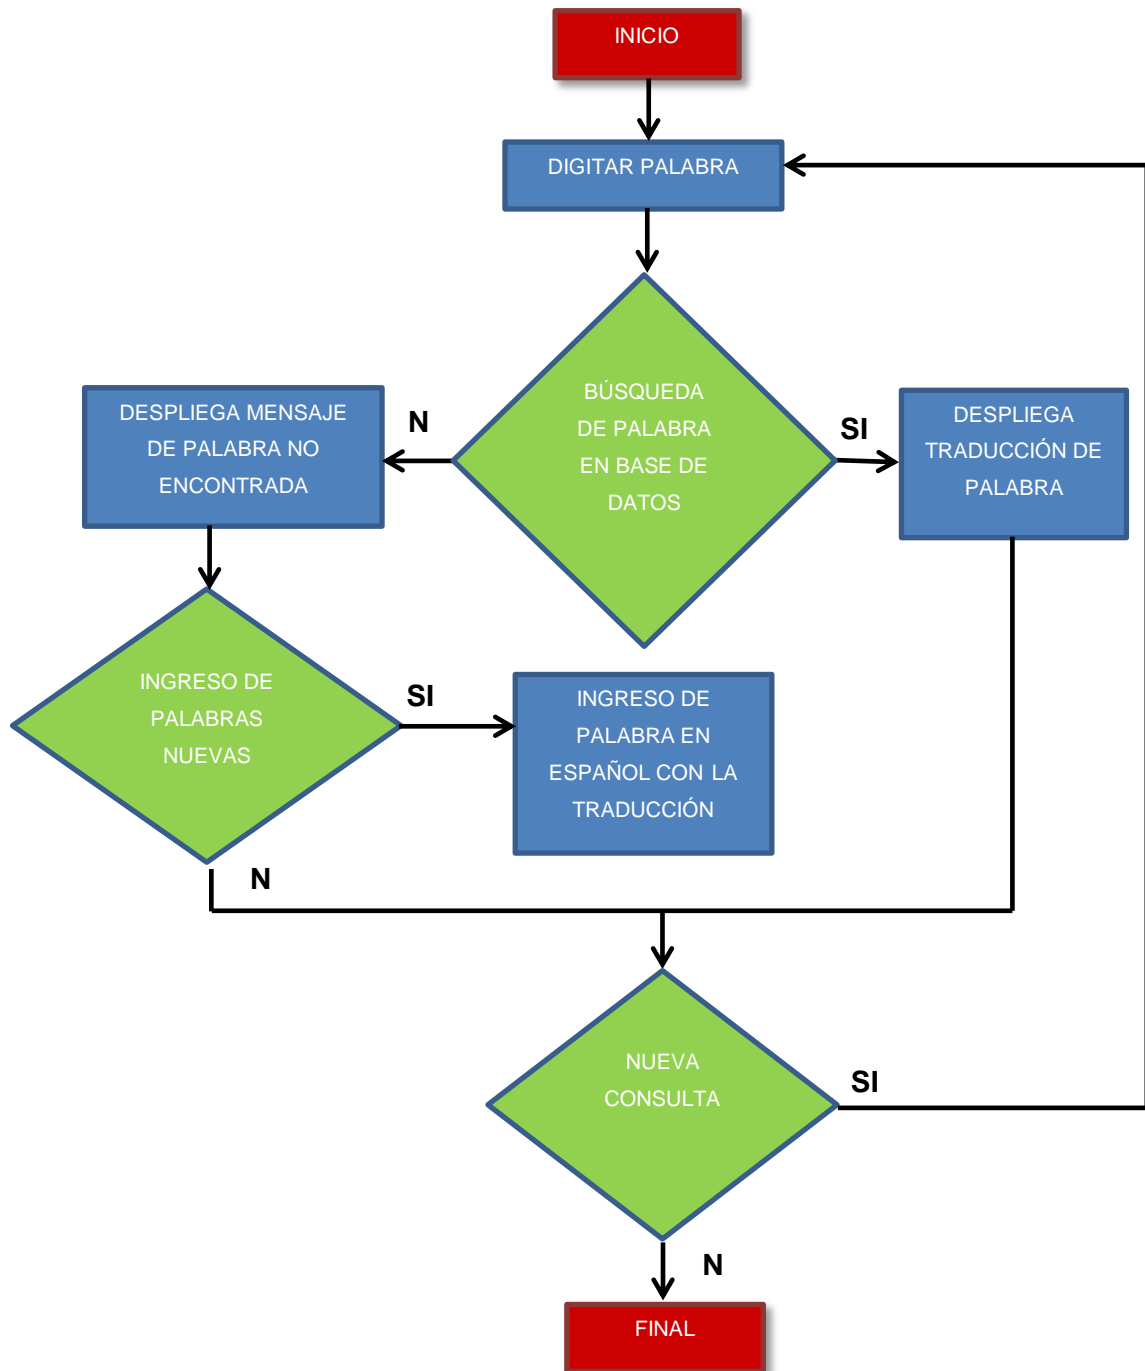 INICIO
DIGITAR PALABRA
BÚSQUEDA
DE PALABRA
EN BASE DE
DATOS
N
SI
DESPLIEGA MENSAJE
DE PALABRA NO
ENCONTRADA
DESPLIEGA
TRADUCCIÓN DE
PALABRA
INGRESO DE
PALABRAS
NUEVAS
SI
INGRESO DE
PALABRA EN
ESPAÑOL CON LA
TRADUCCIÓN
N
NUEVA
CONSULTA
SI
N
FINAL